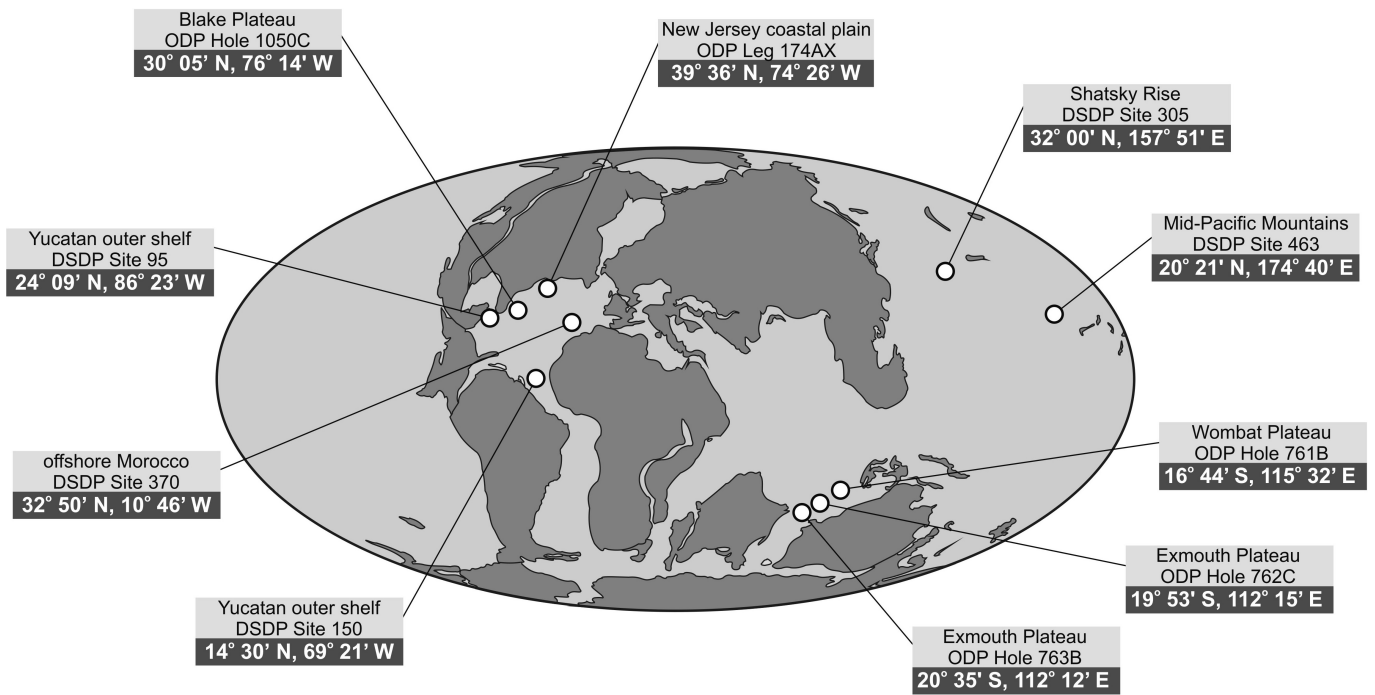 Blake Plateau
ODP Hole 1050C
30° 05’ N, 76° 14' W
New Jersey coastal plain
ODP Leg 174AX
39° 36’ N, 74° 26’ W
Shatsky Rise
DSDP Site 305
32° 00' N, 157° 51' E
Yucatan outer shelf
DSDP Site 95
24° 09’ N, 86° 23’ W
Mid-Pacific Mountains
DSDP Site 463
20° 21' N, 174° 40’ E
offshore Morocco
DSDP Site 370
32° 50’ N, 10° 46’ W
Wombat Plateau
ODP Hole 761B
16° 44’ S, 115° 32’ E
Exmouth Plateau
ODP Hole 762C
19° 53' S, 112° 15’ E
Yucatan outer shelf
DSDP Site 150
14° 30’ N, 69° 21’ W
Exmouth Plateau
ODP Hole 763B
20° 35' S, 112° 12’ E